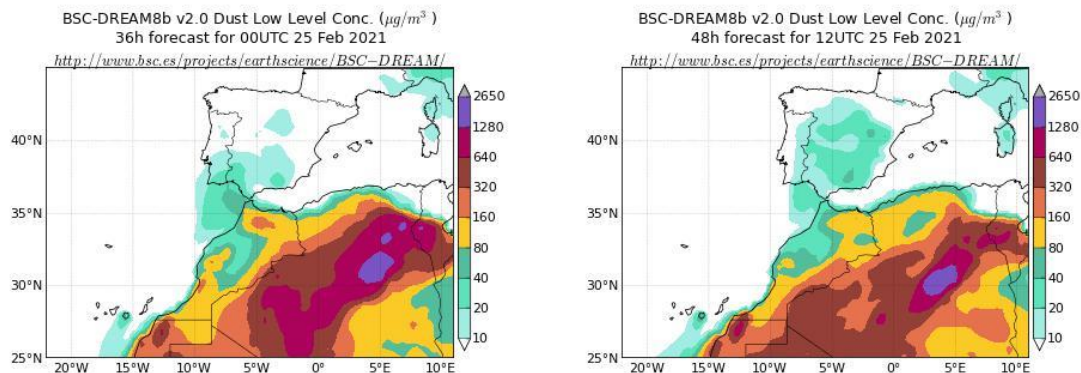 BSC-DREAM8b v2.0 Dust Low Level Conc. (μg/m³ )
36h forecast for 00UTC 25 Feb 2021
http://www.bsc.es/projects/earthscience/BSC−DREAM/
40°N
35°N
30°N
25°N
20°W
15°W
10°W
5°W
0°E
5°E
10°E
2650
1280
640
320
160
80
40
20
10
BSC-DREAM8b v2.0 Dust Low Level Conc. (μg/m³ )
48h forecast for 12UTC 25 Feb 2021
http://www.bsc.es/projects/earthscience/BSC−DREAM/
40°N
35°N
30°N
25°N
20°W
15°W
10°W
5°W
0°E
5°E
10°E
2650
1280
640
320
160
80
40
20
10